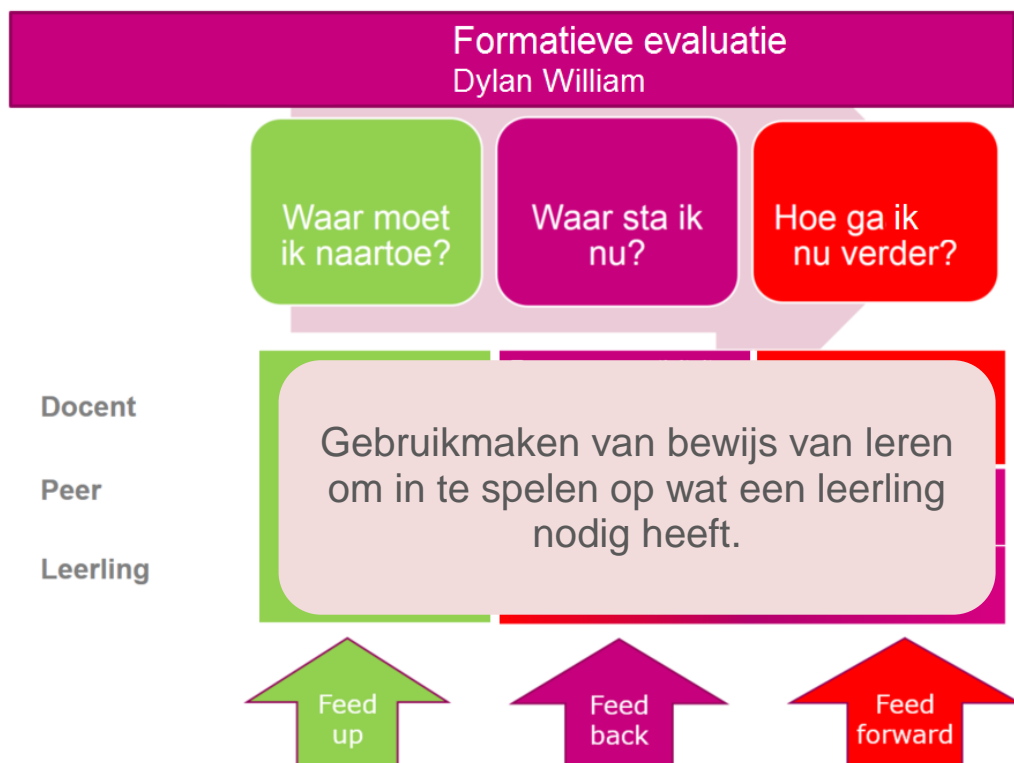 Formatieve evaluatie
Dylan William
Waar moet
ik naartoe?
Waar sta ik
nu?
Hoe ga ik
nu verder?
Docent
Peer
Leerling
Gebruikmaken van bewijs van leren
om in te spelen op wat een leerling
nodig heeft.
Feed
up
Feed
back
Feed
forward